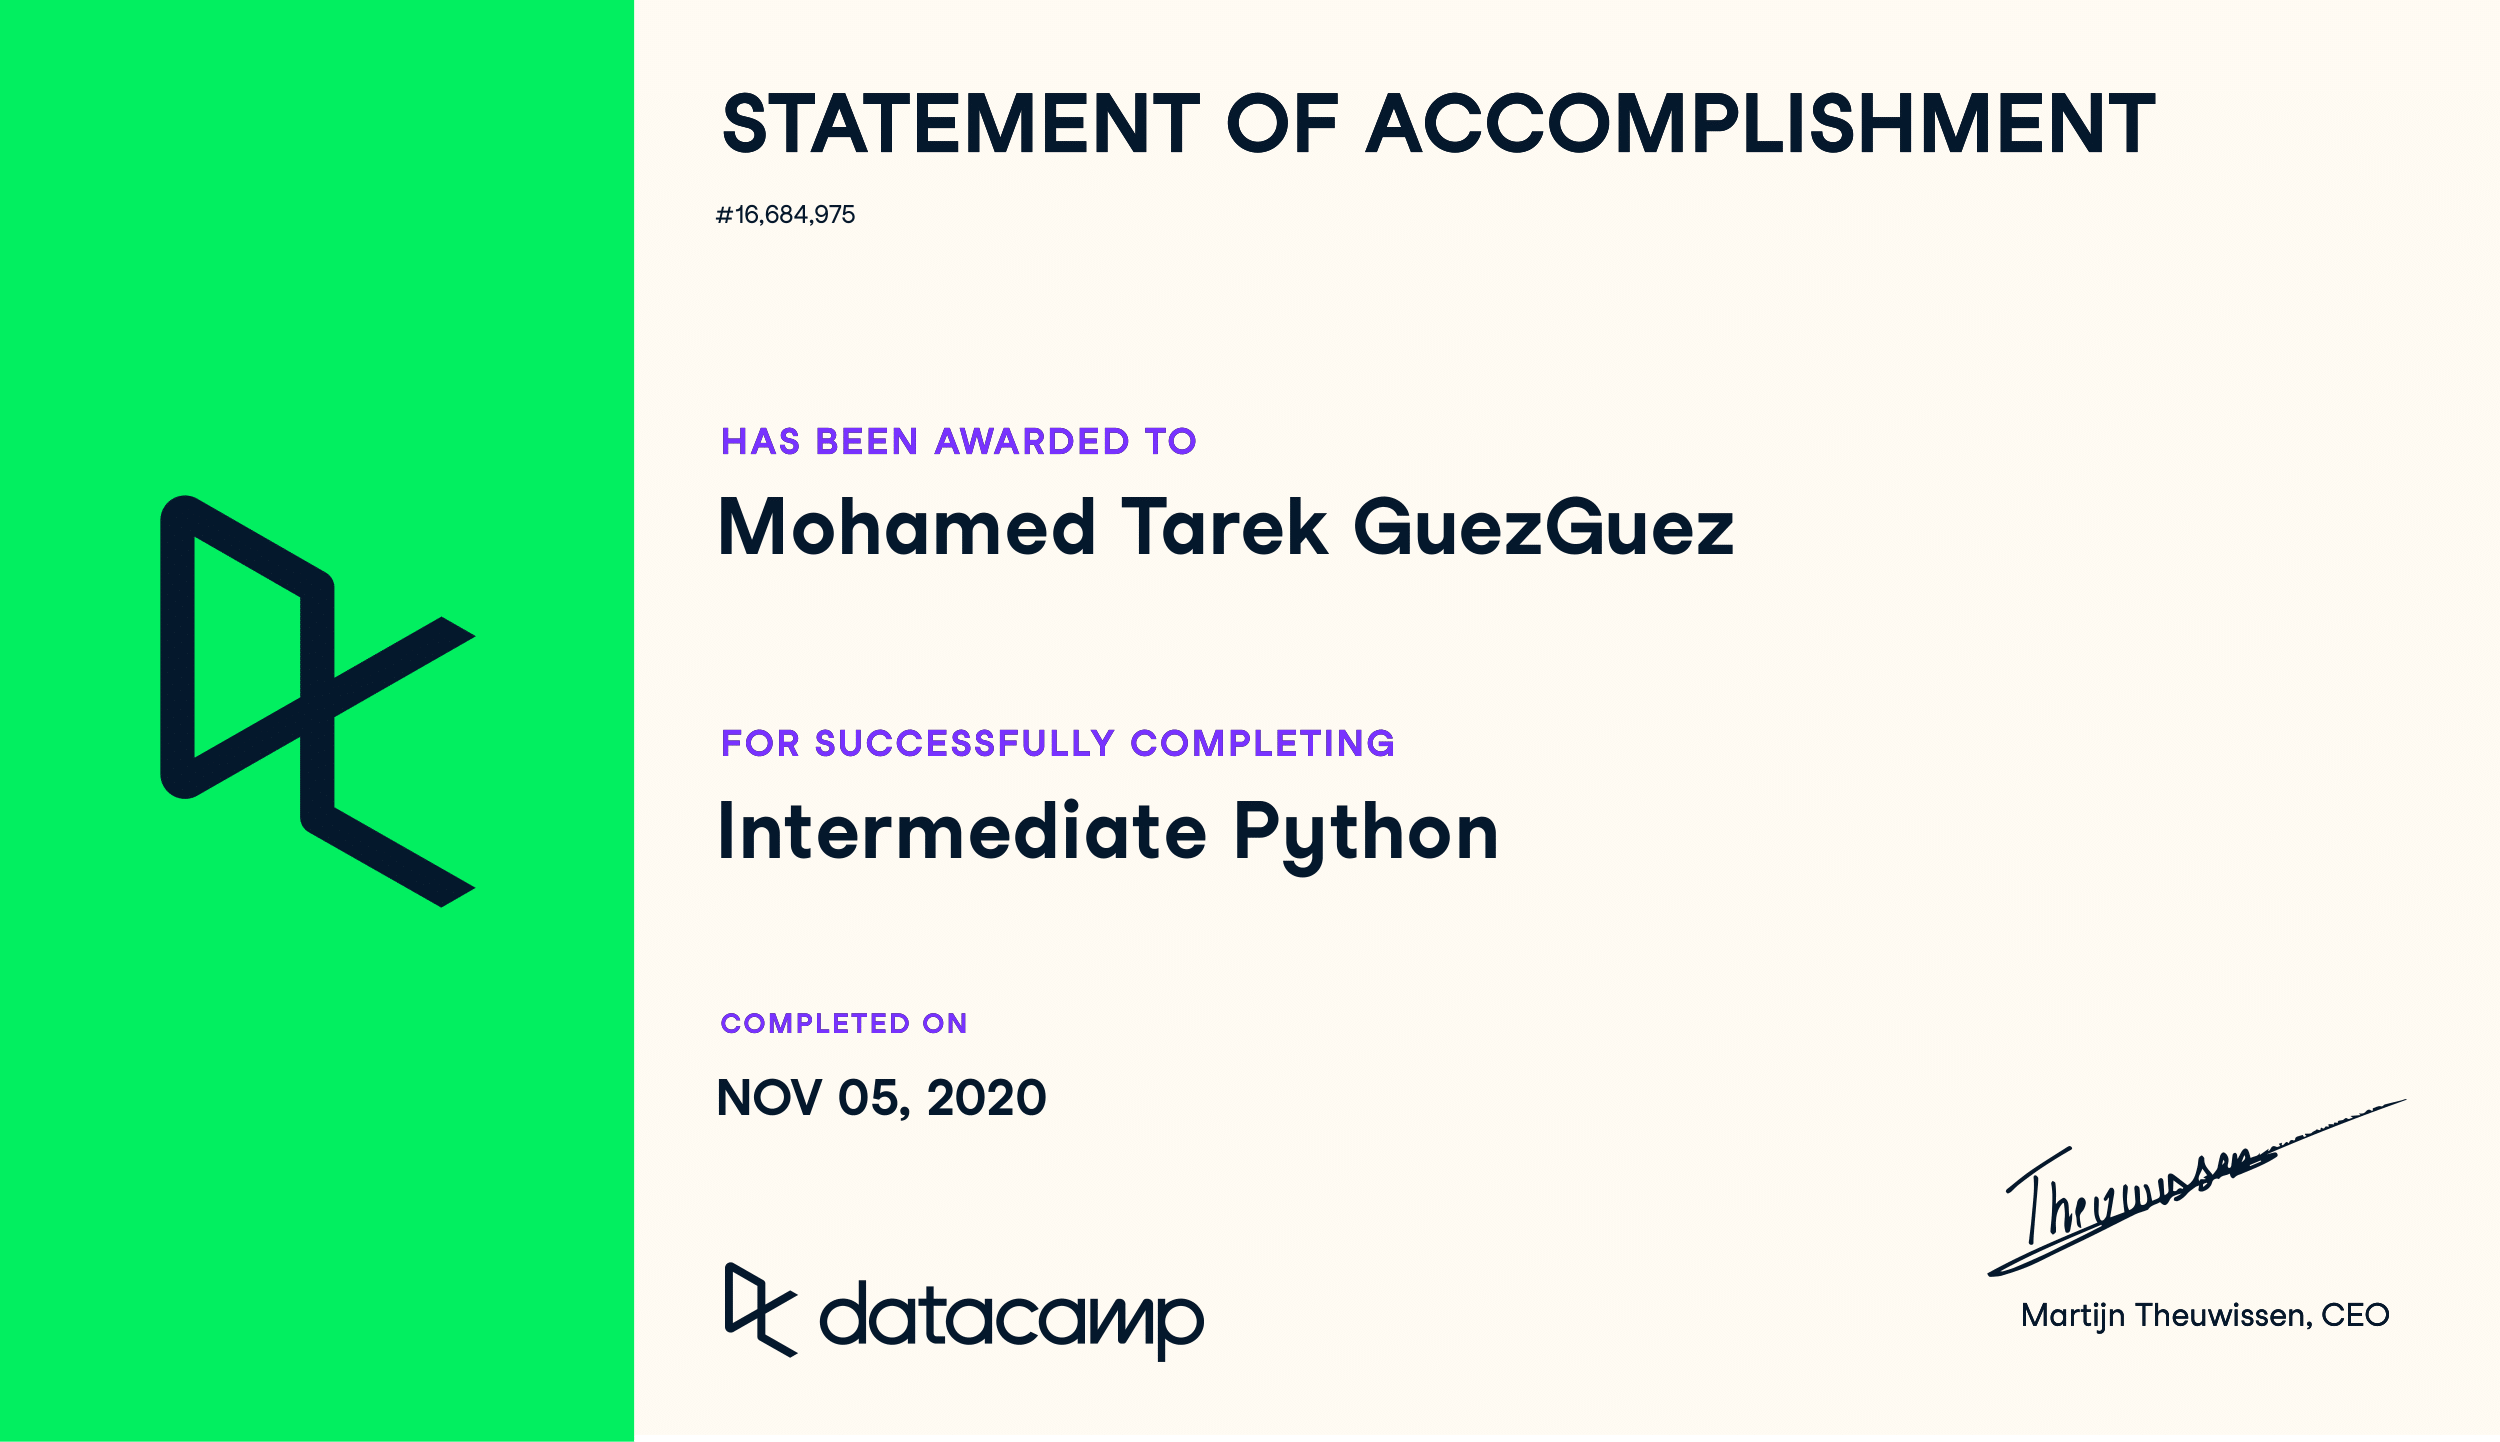 STATEMENT OF ACCOMPLISHMENT
#16,684,975
HAS BEEN AWARDED TO
Mohamed Tarek GuezGuez
FOR SUCCESSFULLY COMPLETING
Intermediate Python
COMPLETED ON
NOV 05, 2020
Theuwissen
datacamp
Martijn Theuwissen, CEO